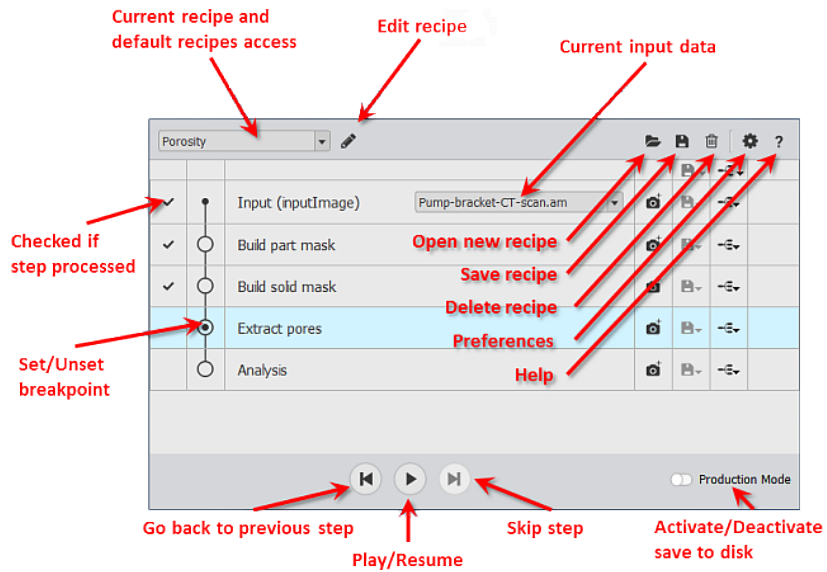 Current recipe and
default recipes access
Edit recipe
Current input data
Porosity
?
Input (inputImage)
Pump-bracket-CT-scan.am
Checked if
step processed
Build part mask
Open new recipe
Save recipe
Build solid mask
Delete recipe
Extract pores
Preferences
Set/Unset
breakpoint
Analysis
Help
Production Mode
Go back to previous step
Skip step
Activate/Deactivate
save to disk
Play/Resume